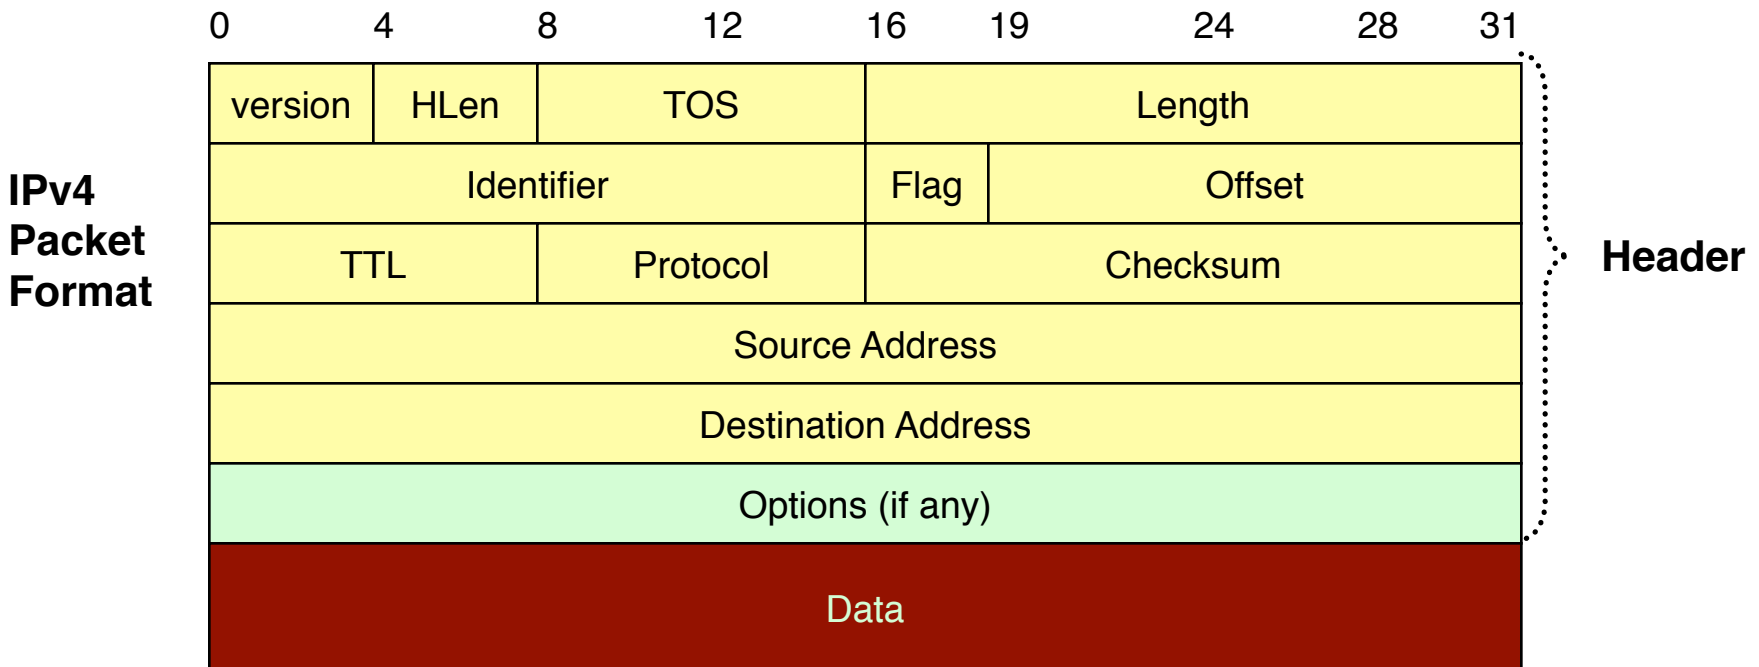 0 4 8 12 16 19 24 28 31
version HLen TOS Length
Identifier Flag Offset
TTL Protocol Checksum
Source Address
Destination Address
Options (if any)
Data
IPv4
Packet
Format
Header